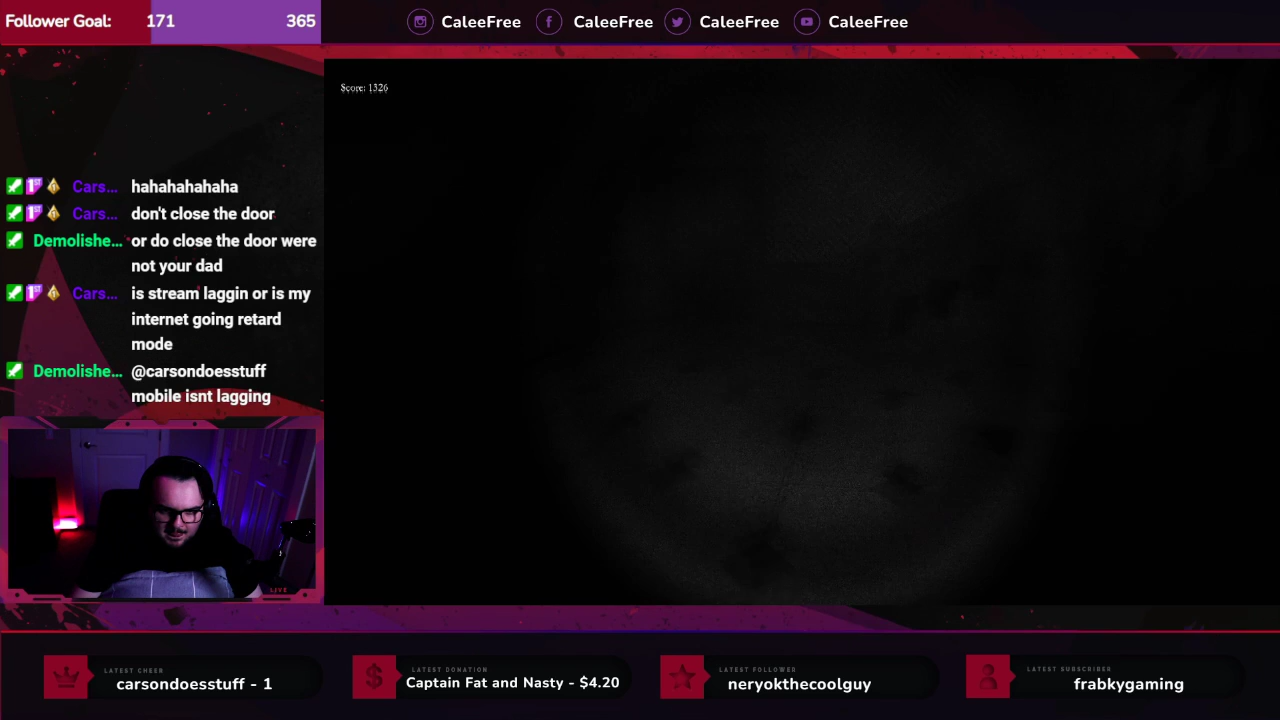 Follower Goal: 171 365
CaleeFree CaleeFree CaleeFree CaleeFree
Score: 1326
Cars... hahahahahaha
Cars... don't close the door
Demolishe... or do close the door were
not your dad
Cars... is stream laggin or is my
internet going retard
mode
Demolishe... @carsondoesstuff
mobile isnt lagging
LIVE
LATEST CHEER
carsondoesstuff - 1
LATEST DONATION
Captain Fat and Nasty - $4.20
LATEST FOLLOWER
neryokthecoolguy
LATEST SUBSCRIBER
frabkygaming